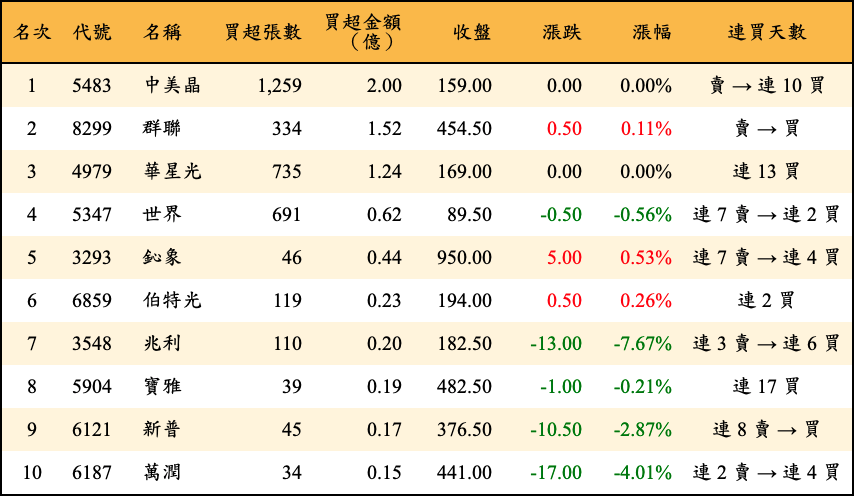 名次 代號 名稱 買超張數 買超金額（億） 收盤 漲跌 漲幅 連買天數
1 5483 中美晶 1,259 2.00 159.00 0.00 0.00% 賣 → 連 10 買
2 8299 群聯 334 1.52 454.50 0.50 0.11% 賣 → 買
3 4979 華星光 735 1.24 169.00 0.00 0.00% 連 13 買
4 5347 世界 691 0.62 89.50 -0.50 -0.56% 連 7 賣 → 連 2 買
5 3293 鈊象 46 0.44 950.00 5.00 0.53% 連 7 賣 → 連 4 買
6 6859 伯特光 119 0.23 194.00 0.50 0.26% 連 2 買
7 3548 兆利 110 0.20 182.50 -13.00 -7.67% 連 3 賣 → 連 6 買
8 5904 寶雅 39 0.19 482.50 -1.00 -0.21% 連 17 買
9 6121 新普 45 0.17 376.50 -10.50 -2.87% 連 8 賣 → 買
10 6187 萬潤 34 0.15 441.00 -17.00 -4.01% 連 2 賣 → 連 4 買